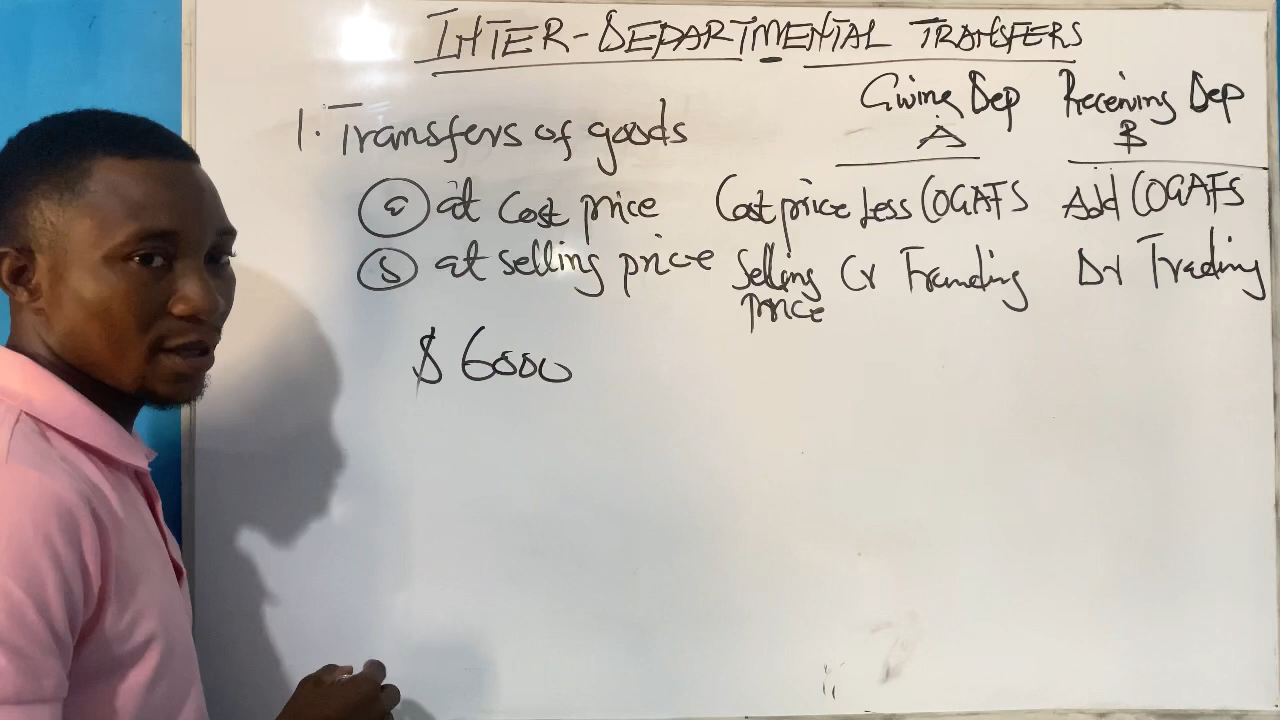 INTER-DEPARTMENTAL TRANSFERS
Giving Dep Receiving Dep
1. Transfers of goods A B
(a) at Cost price Cost price Less COGAFS Add COGAFS
(b) at selling price Selling price Cr Tranding Dr Trading
$ 6000